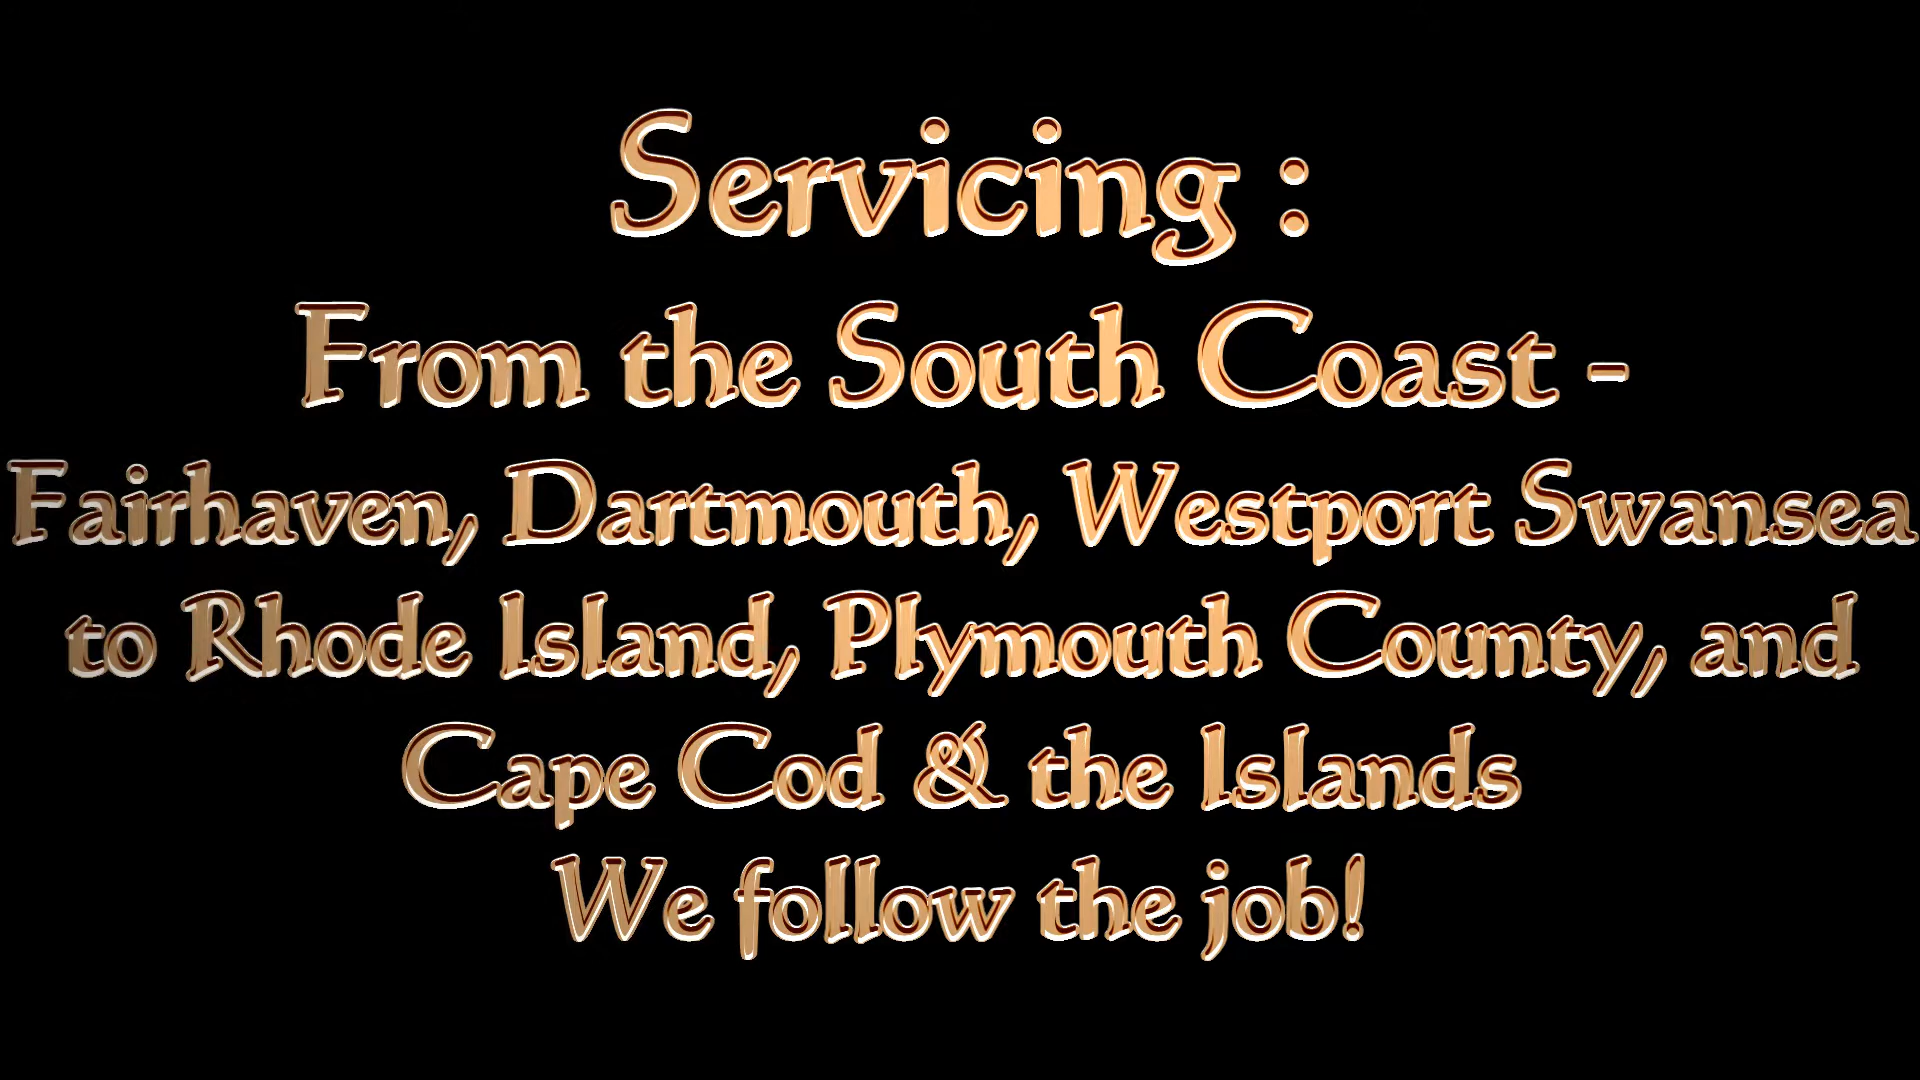 Servicing :
From the South Coast -
Fairhaven, Dartmouth, Westport Swansea
to Rhode Island, Plymouth County, and
Cape Cod & the Islands
We follow the job!